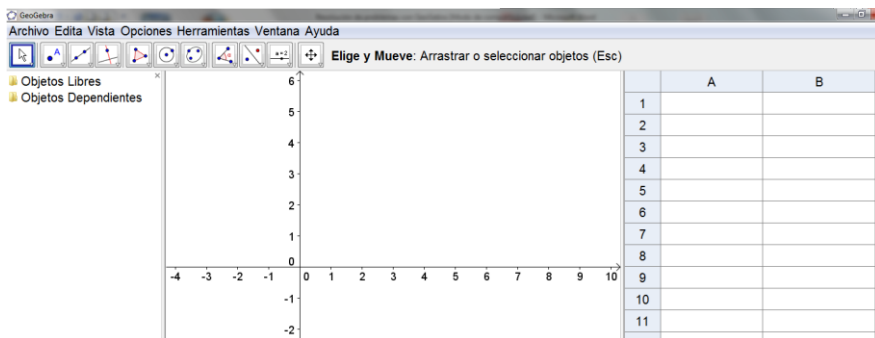 GeoGebra
Archivo Edita Vista Opciones Herramientas Ventana Ayuda
A
a=2
Elige y Mueve: Arrastrar o seleccionar objetos (Esc)
Objetos Libres
Objetos Dependientes
6
5
4
3
2
1
0
-4 -3 -2 -1 0 1 2 3 4 5 6 7 8 9 10
-1
-2
A B
1
2
3
4
5
6
7
8
9
10
11